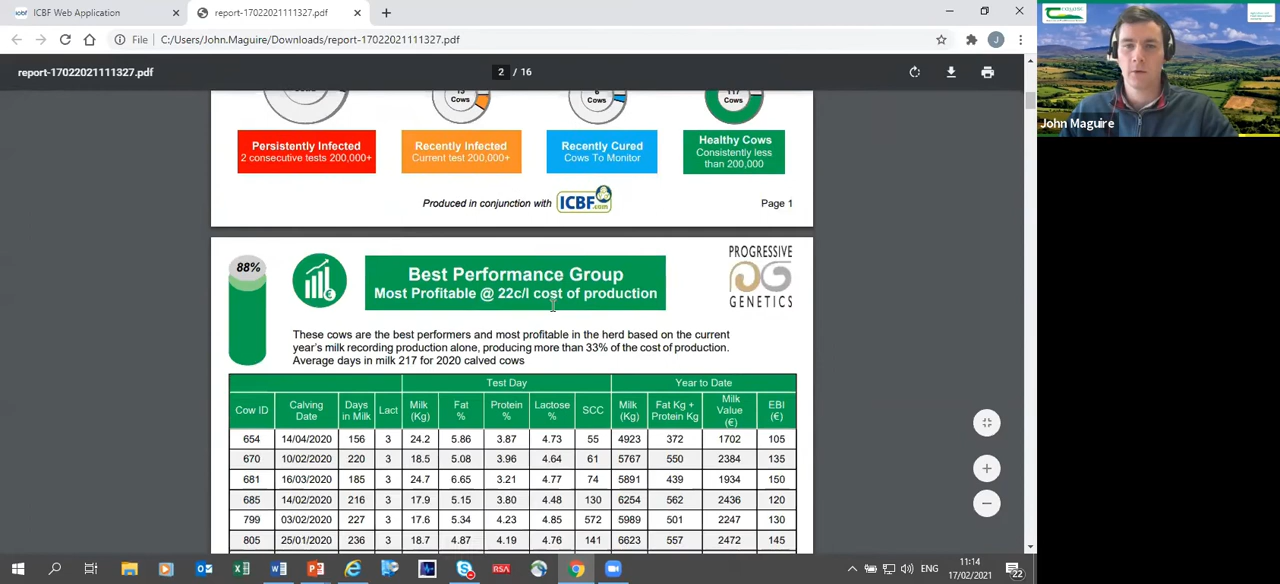 ICBF Web Application
report-17022021111327.pdf
File C:/Users/John.Maguire/Downloads/report-17022021111327.pdf
J
report-17022021111327.pdf
2 / 16
John Maguire
Cows
Cows
Cows
Persistently Infected
2 consecutive tests 200,000+
Recently Infected
Current test 200,000+
Recently Cured
Cows To Monitor
Healthy Cows
Consistently less
than 200,000
Produced in conjunction with ICBF.com
Page 1
88%
Best Performance Group
Most Profitable @ 22c/l cost of production
PROGRESSIVE
GENETICS
These cows are the best performers and most profitable in the herd based on the current
year's milk recording production alone, producing more than 33% of the cost of production.
Average days in milk 217 for 2020 calved cows
Test Day Year to Date
Cow ID Calving Date Days in Milk Lact Milk (Kg) Fat % Protein % Lactose % SCC Milk (Kg) Fat Kg + Protein Kg Milk Value (€) EBI (€)
654 14/04/2020 156 3 24.2 5.86 3.87 4.73 55 4923 372 1702 105
670 10/02/2020 220 3 18.5 5.08 3.96 4.64 61 5767 550 2384 135
681 16/03/2020 185 3 24.7 6.65 3.21 4.77 74 5891 439 1934 150
685 14/02/2020 216 3 17.9 5.15 3.80 4.48 130 6254 562 2436 120
799 03/02/2020 227 3 17.6 5.34 4.23 4.85 572 5989 501 2247 130
805 25/01/2020 236 3 18.7 4.87 4.19 4.76 141 6623 557 2472 145
RSA
ENG
11:14
17/02/2021
22